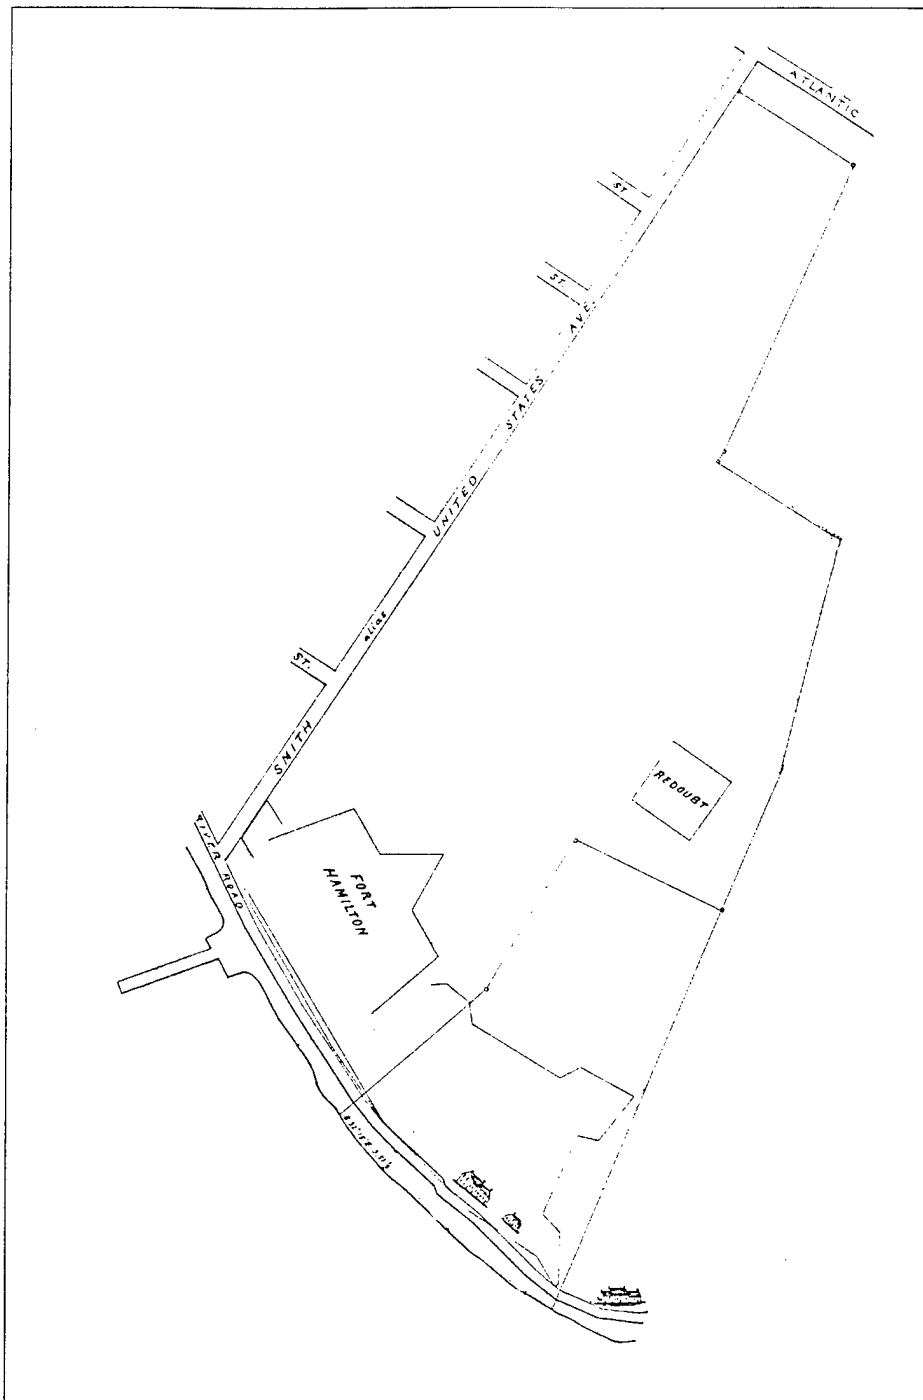 ATLANTIC
ST
ST.
UNITED STATES AVE.
alias
ST.
SMITH
RIVER ROAD
REDOUBT
FORT
HAMILTON